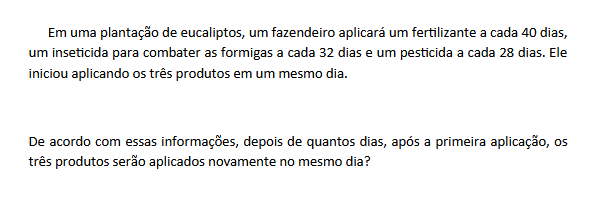 Em uma plantação de eucaliptos, um fazendeiro aplicará um fertilizante a cada 40 dias,
um inseticida para combater as formigas a cada 32 dias e um pesticida a cada 28 dias. Ele
iniciou aplicando os três produtos em um mesmo dia.
De acordo com essas informações, depois de quantos dias, após a primeira aplicação, os
três produtos serão aplicados novamente no mesmo dia?